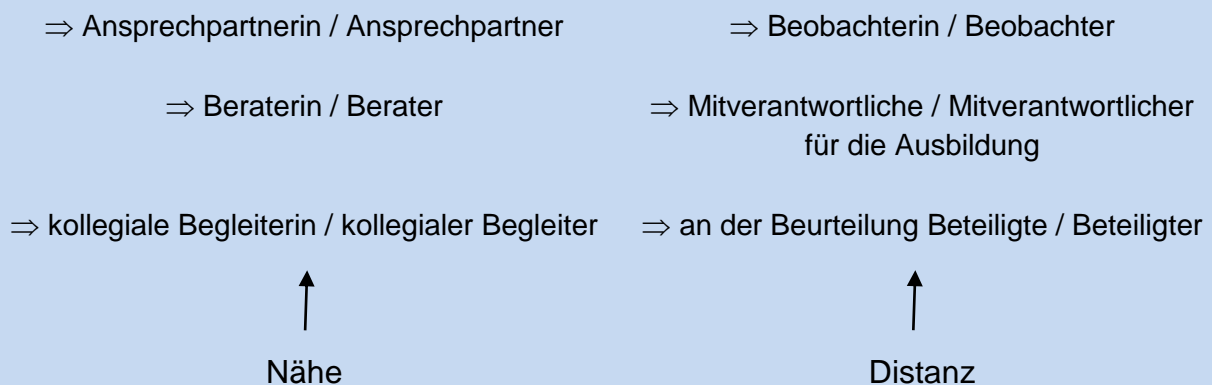 ⇒ Ansprechpartnerin / Ansprechpartner
⇒ Beraterin / Berater
⇒ kollegiale Begleiterin / kollegialer Begleiter
Nähe
⇒ Beobachterin / Beobachter
⇒ Mitverantwortliche / Mitverantwortlicher
für die Ausbildung
⇒ an der Beurteilung Beteiligte / Beteiligter
Distanz